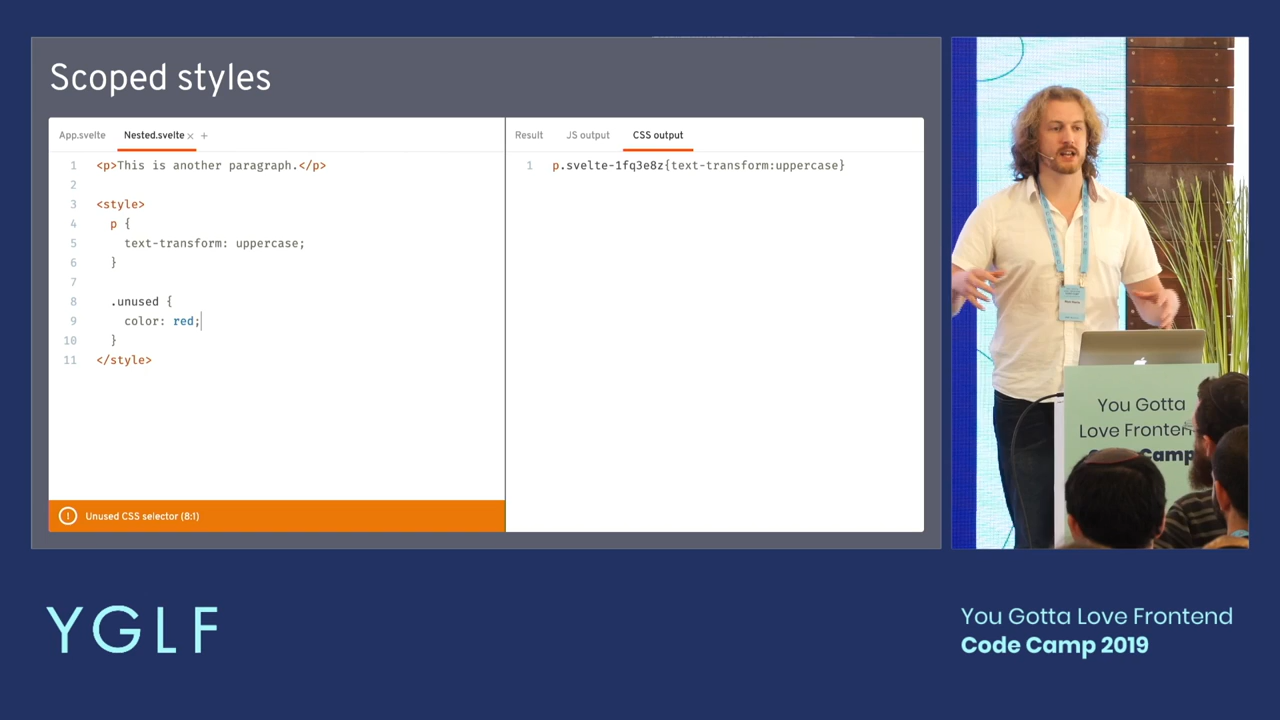 Scoped styles
App.svelte Nested.svelte × +
1 <p>This is another paragraph.</p>
2
3 <style>
4 p {
5 text-transform: uppercase;
6 }
7
8 .unused {
9 color: red;
10 }
11 </style>
! Unused CSS selector (8:1)
Result JS output CSS output
1 p.svelte-1fq3e8z{text-transform:uppercase}
You Gotta
Love Fronten
Camp
YGLF
You Gotta Love Frontend
Code Camp 2019